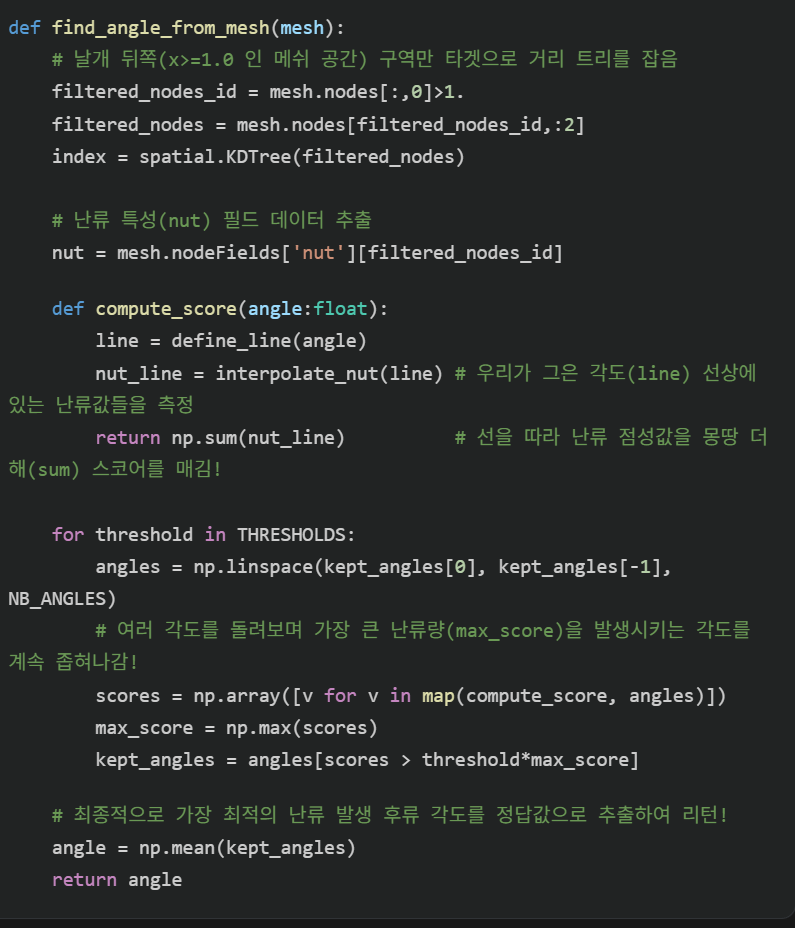 def find_angle_from_mesh(mesh):
# 날개 뒤쪽(x>=1.0 인 메쉬 공간) 구역만 타겟으로 거리 트리를 잡음
filtered_nodes_id = mesh.nodes[:,0]>1.
filtered_nodes = mesh.nodes[filtered_nodes_id,:2]
index = spatial.KDTree(filtered_nodes)
# 난류 특성(nut) 필드 데이터 추출
nut = mesh.nodeFields['nut'][filtered_nodes_id]
def compute_score(angle:float):
line = define_line(angle)
nut_line = interpolate_nut(line) # 우리가 그은 각도(line) 선상에
있는 난류값들을 측정
return np.sum(nut_line)           # 선을 따라 난류 점성값을 몽땅 더
해(sum) 스코어를 매김!
for threshold in THRESHOLDS:
angles = np.linspace(kept_angles[0], kept_angles[-1],
NB_ANGLES)
# 여러 각도를 돌려보며 가장 큰 난류량(max_score)을 발생시키는 각도를
계속 좁혀나감!
scores = np.array([v for v in map(compute_score, angles)])
max_score = np.max(scores)
kept_angles = angles[scores > threshold*max_score]
# 최종적으로 가장 최적의 난류 발생 후류 각도를 정답값으로 추출하여 리턴!
angle = np.mean(kept_angles)
return angle